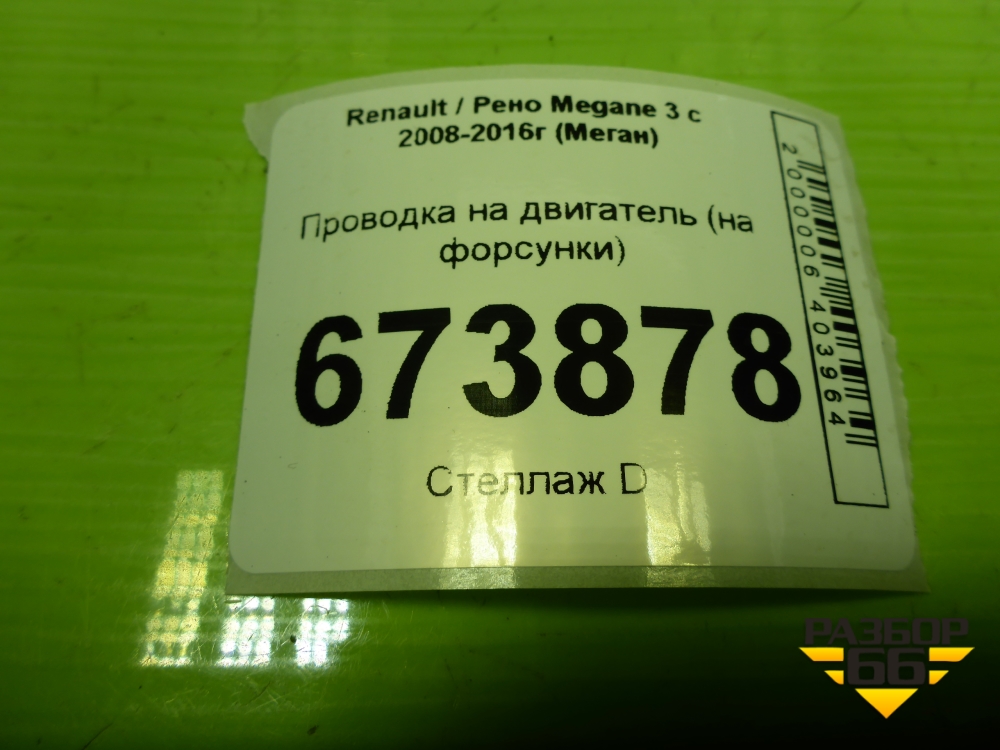 Renault / Рено Megane 3 с
2008-2016г (Меган)
Проводка на двигатель (на
форсунки)
673878
Стеллаж D
2000006403964
РАЗБОР
66